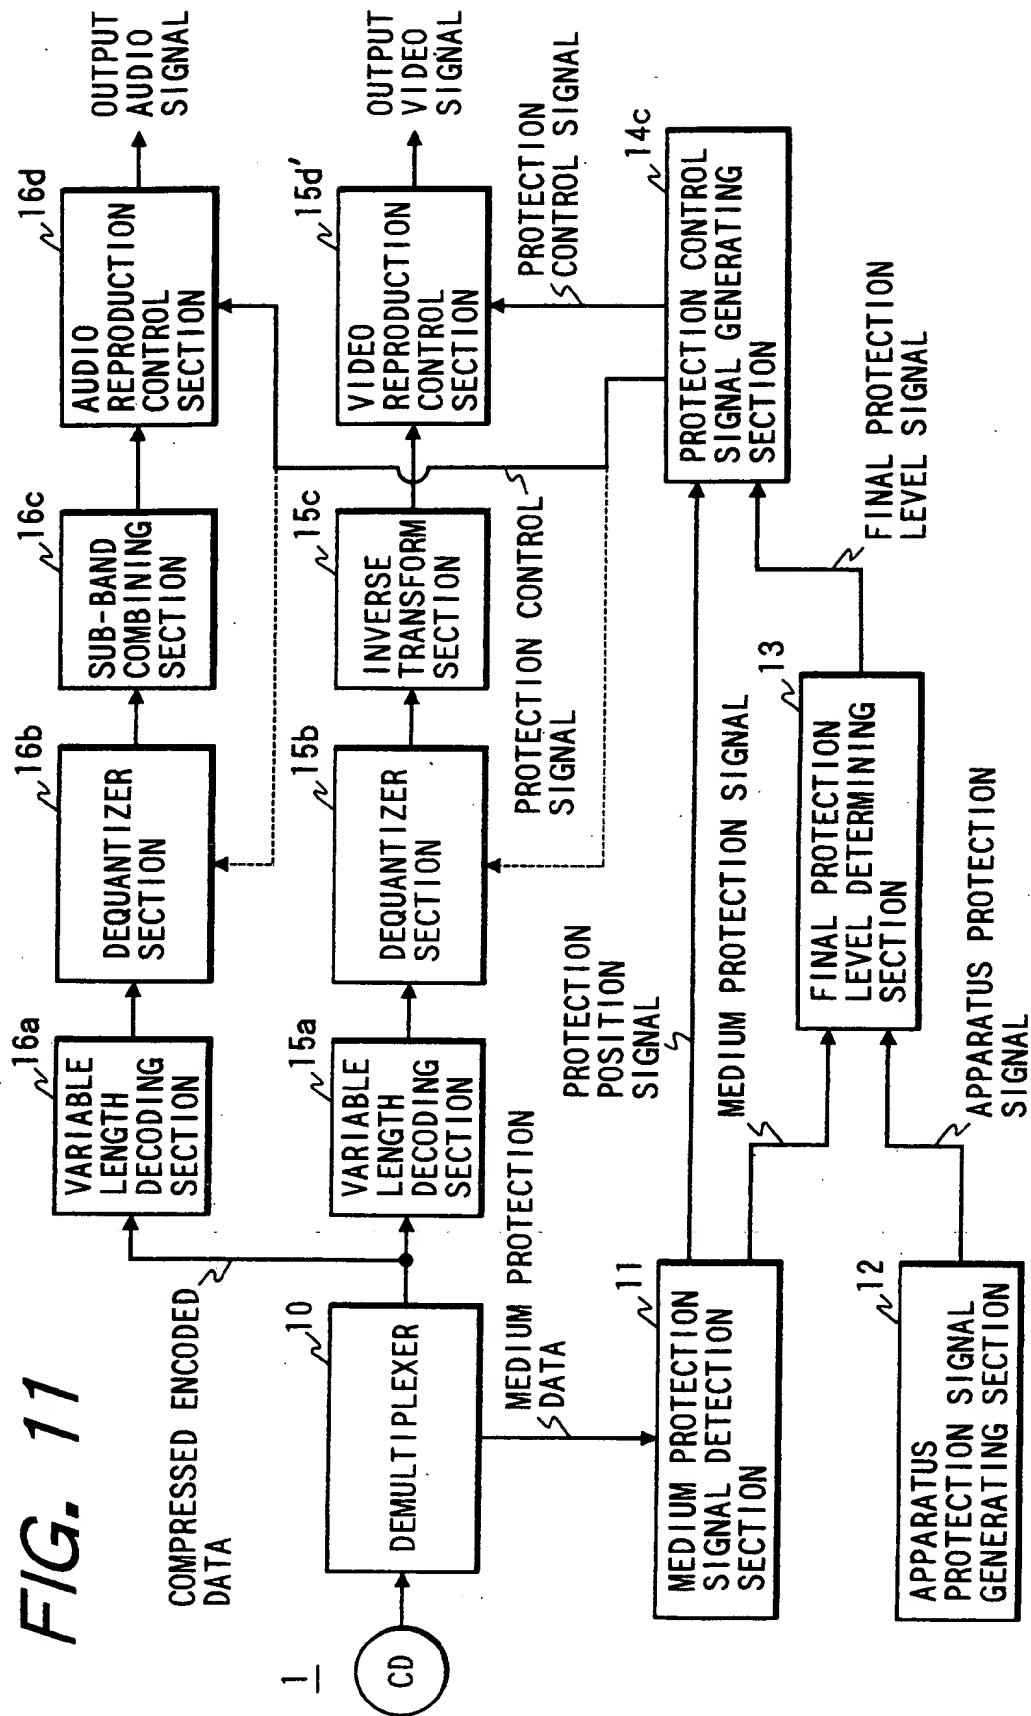 FIG. 11
1
CD
COMPRESSED ENCODED
DATA
10
DEMULTIPLEXER
MEDIUM PROTECTION
DATA
16a
VARIABLE
LENGTH
DECODING
SECTION
16b
DEQUANTIZER
SECTION
16c
SUB-BAND
COMBINING
SECTION
16d
AUDIO
REPRODUCTION
CONTROL
SECTION
OUTPUT
AUDIO
SIGNAL
15a
VARIABLE
LENGTH
DECODING
SECTION
15b
DEQUANTIZER
SECTION
15c
INVERSE
TRANSFORM
SECTION
15d'
VIDEO
REPRODUCTION
CONTROL
SECTION
OUTPUT
VIDEO
SIGNAL
PROTECTION CONTROL
SIGNAL
PROTECTION
CONTROL SIGNAL
PROTECTION
POSITION
SIGNAL
11
MEDIUM PROTECTION
SIGNAL DETECTION
SECTION
MEDIUM PROTECTION SIGNAL
14c
PROTECTION CONTROL
SIGNAL GENERATING
SECTION
12
APPARATUS
PROTECTION SIGNAL
GENERATING SECTION
APPARATUS PROTECTION
SIGNAL
13
FINAL PROTECTION
LEVEL DETERMINING
SECTION
FINAL PROTECTION
LEVEL SIGNAL